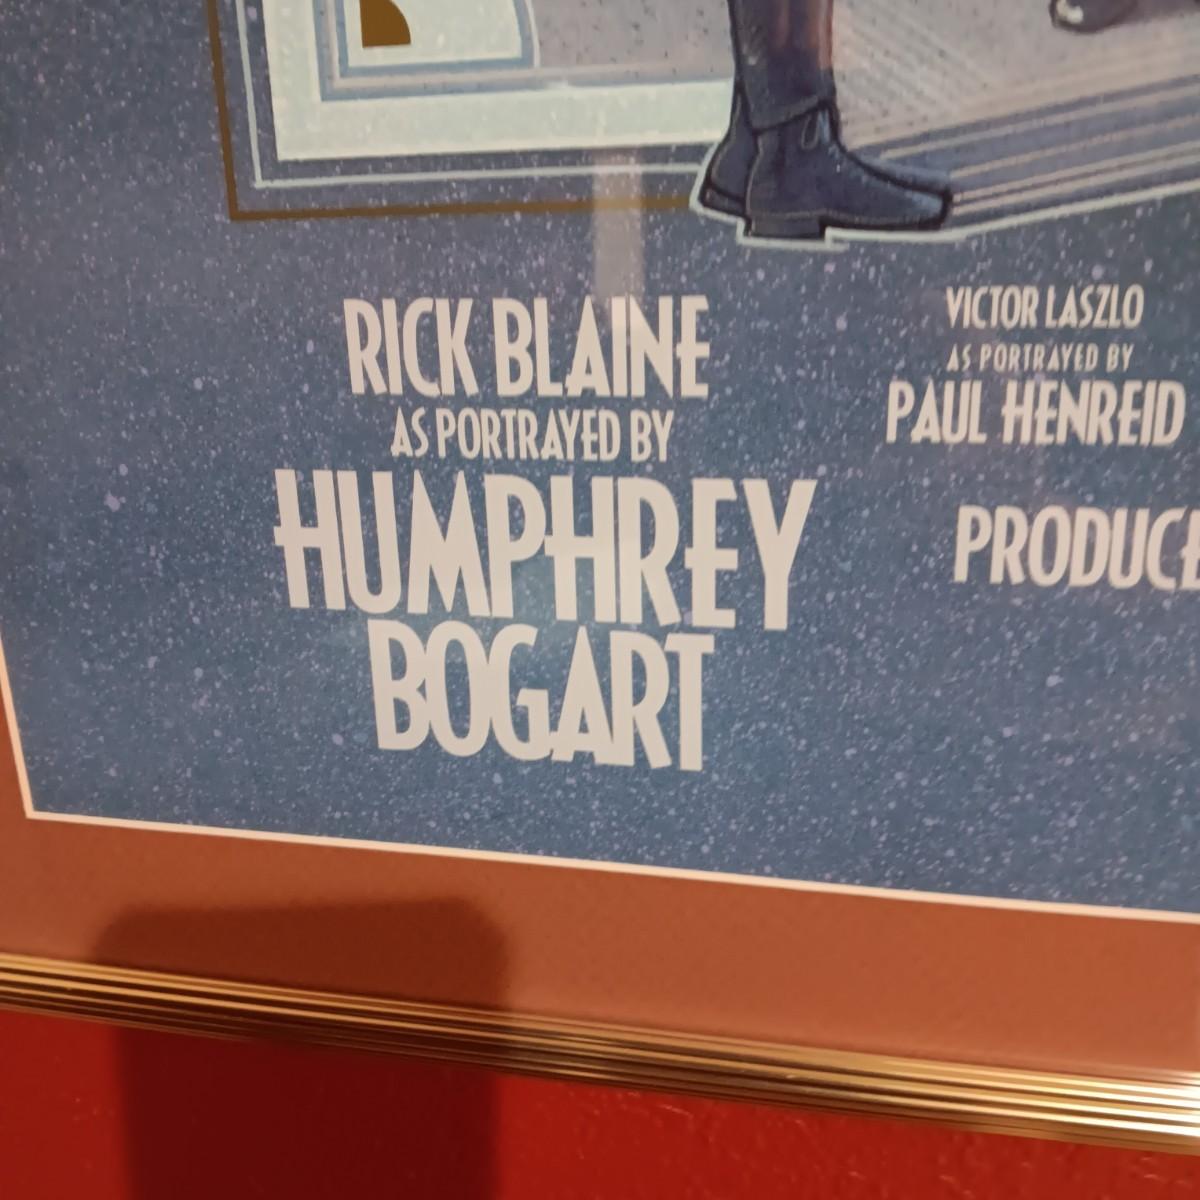 RICK BLAINE
AS PORTRAYED BY
HUMPHREY
BOGART
VICTOR LASZLO
AS PORTRAYED BY
PAUL HENREID